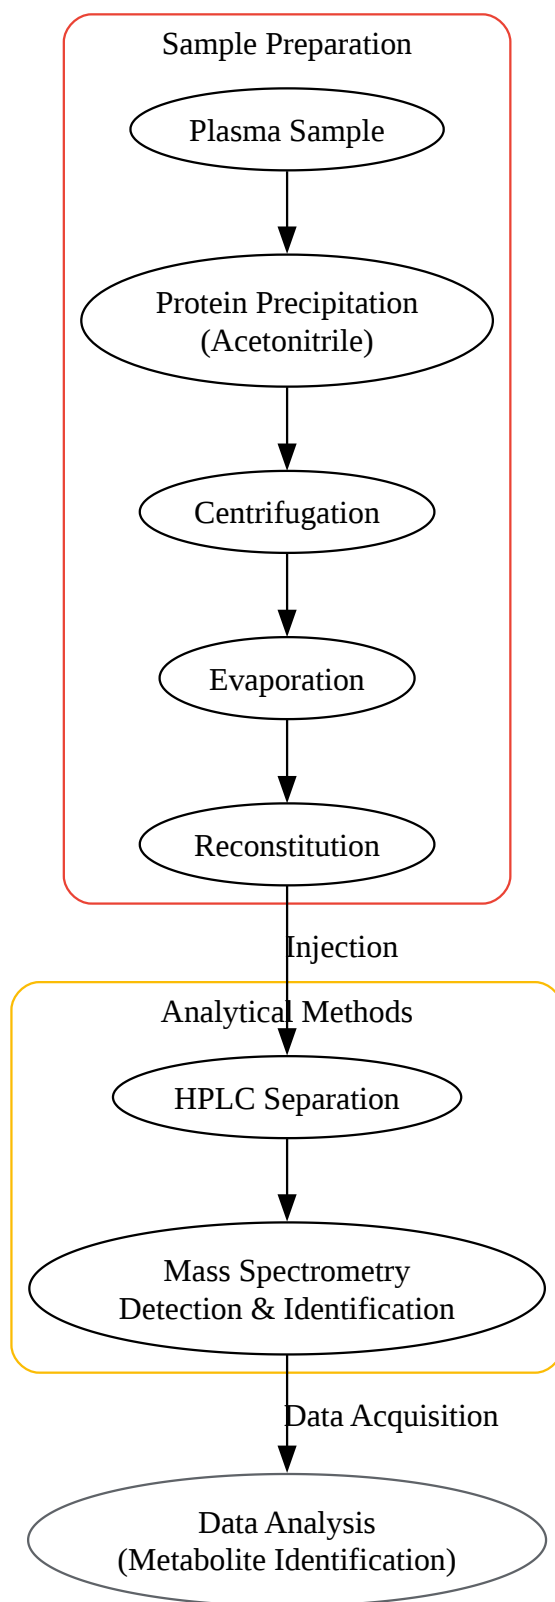 Sample Preparation
Plasma Sample
Protein Precipitation
(Acetonitrile)
Centrifugation
Evaporation
Reconstitution
Injection
Analytical Methods
HPLC Separation
Mass Spectrometry
Detection & Identification
Data Acquisition
Data Analysis
(Metabolite Identification)